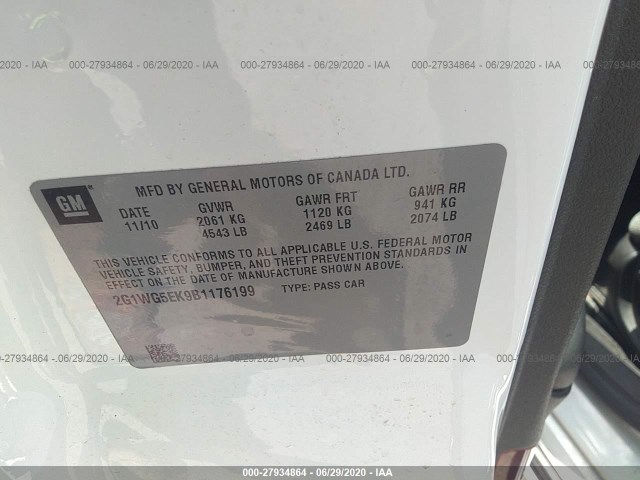 000-27934864 - 06/29/2020 - IAA
GM
MFD BY GENERAL MOTORS OF CANADA LTD.
DATE GVWR GAWR FRT GAWR RR
11/10 2061 KG 1120 KG 941 KG
4543 LB 2469 LB 2074 LB
THIS VEHICLE CONFORMS TO ALL APPLICABLE U.S. FEDERAL MOTOR
VEHICLE SAFETY, BUMPER, AND THEFT PREVENTION STANDARDS IN
EFFECT ON THE DATE OF MANUFACTURE SHOWN ABOVE.
2G1WG5EK9B1176199 TYPE: PASS CAR
000-27934864 - 06/29/2020 - IAA
000-27934864 - 06/29/2020 - IAA